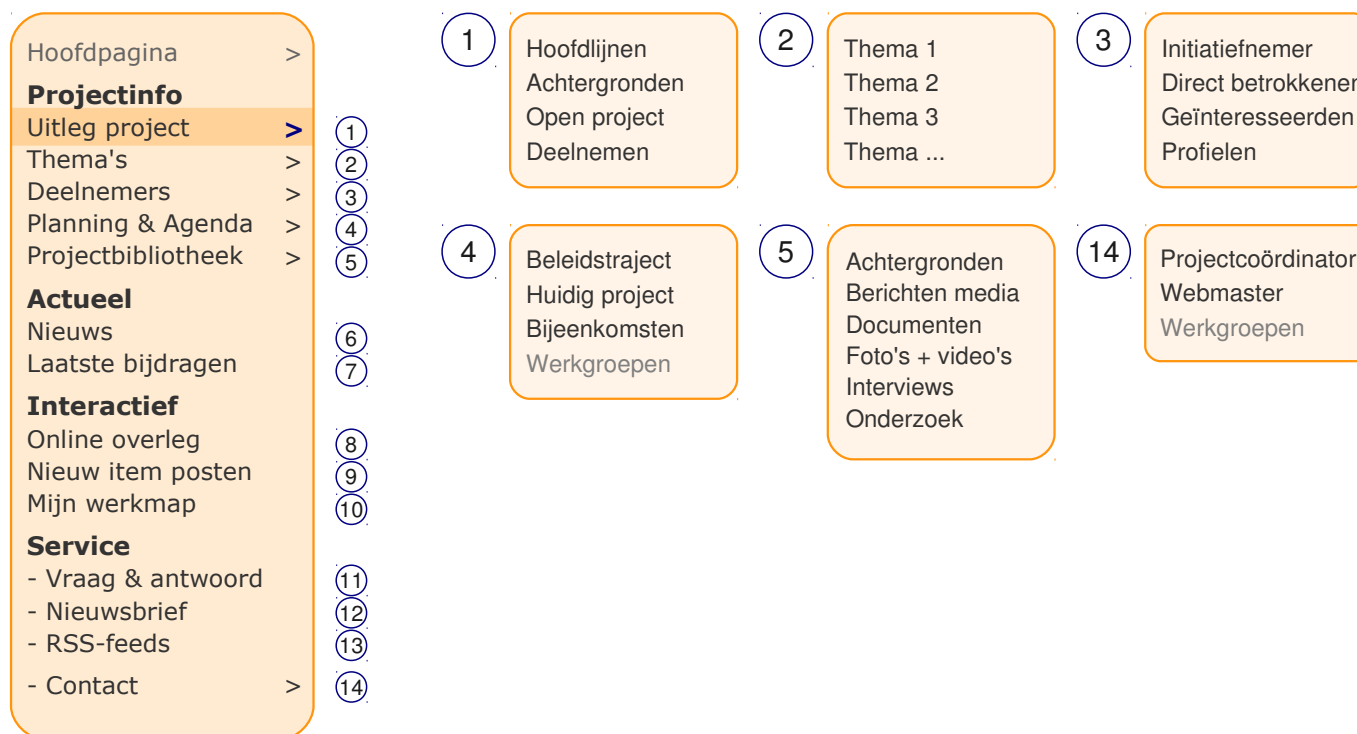 Hoofdpagina >
Projectinfo
Uitleg project > 1
Thema's > 2
Deelnemers > 3
Planning & Agenda > 4
Projectbibliotheek > 5
Actueel
Nieuws 6
Laatste bijdragen 7
Interactief
Online overleg 8
Nieuw item posten 9
Mijn werkmap 10
Service
- Vraag & antwoord 11
- Nieuwsbrief 12
- RSS-feeds 13
- Contact > 14
1
Hoofdlijnen
Achtergronden
Open project
Deelnemen
2
Thema 1
Thema 2
Thema 3
Thema ...
3
Initiatiefnemer
Direct betrokkenen
Geïnteresseerden
Profielen
4
Beleidstraject
Huidig project
Bijeenkomsten
Werkgroepen
5
Achtergronden
Berichten media
Documenten
Foto's + video's
Interviews
Onderzoek
14
Projectcoördinator
Webmaster
Werkgroepen